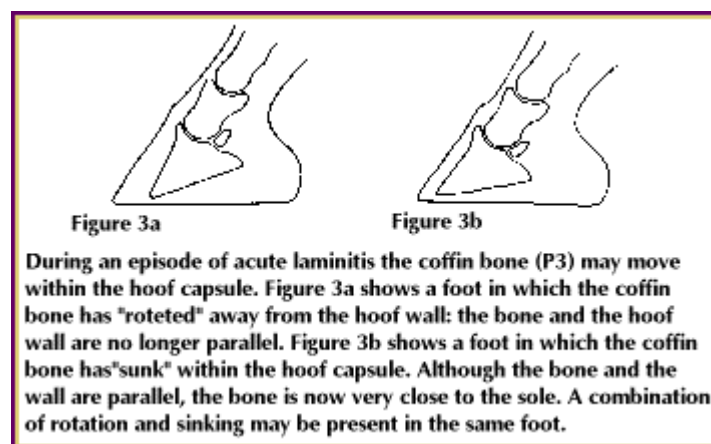 Figure 3a
Figure 3b
During an episode of acute laminitis the coffin bone (P3) may move
within the hoof capsule. Figure 3a shows a foot in which the coffin
bone has "roteted" away from the hoof wall: the bone and the hoof
wall are no longer parallel. Figure 3b shows a foot in which the coffin
bone has"sunk" within the hoof capsule. Although the bone and the
wall are parallel, the bone is now very close to the sole. A combination
of rotation and sinking may be present in the same foot.